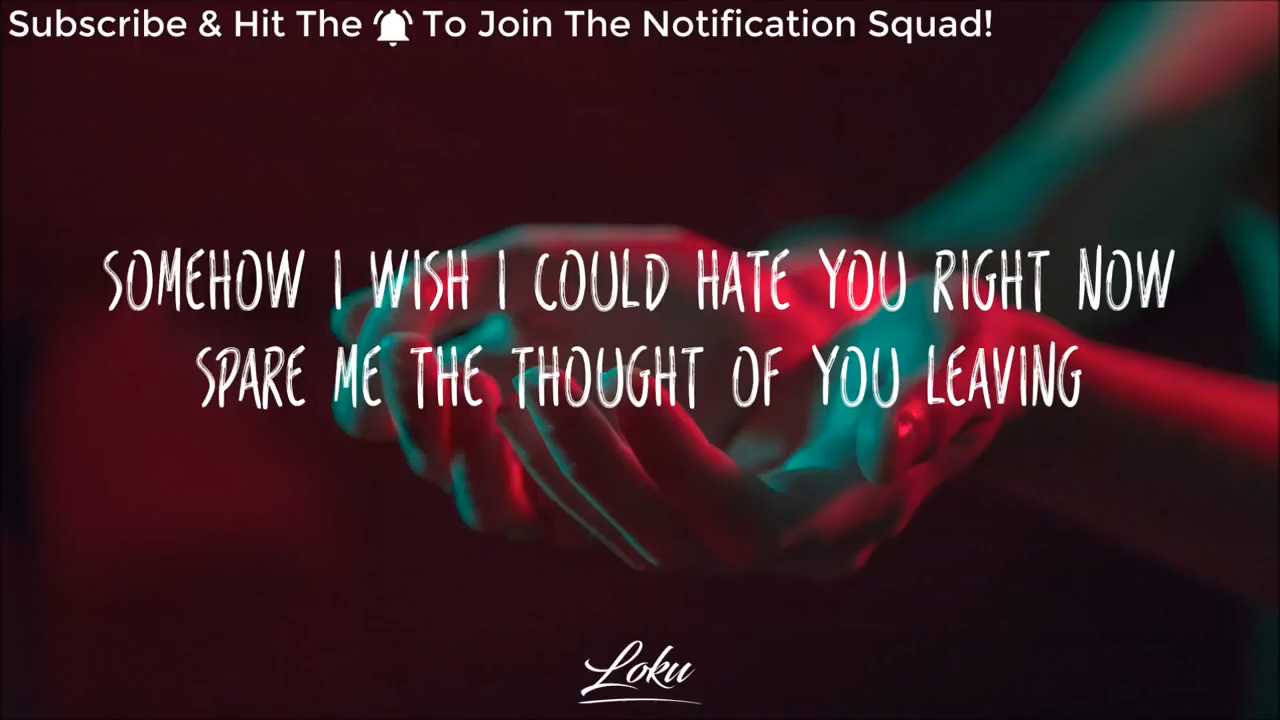 Subscribe & Hit The 🔔 To Join The Notification Squad!
SOMEHOW I WISH I COULD HATE YOU RIGHT NOW
SPARE ME THE THOUGHT OF YOU LEAVING
Loku